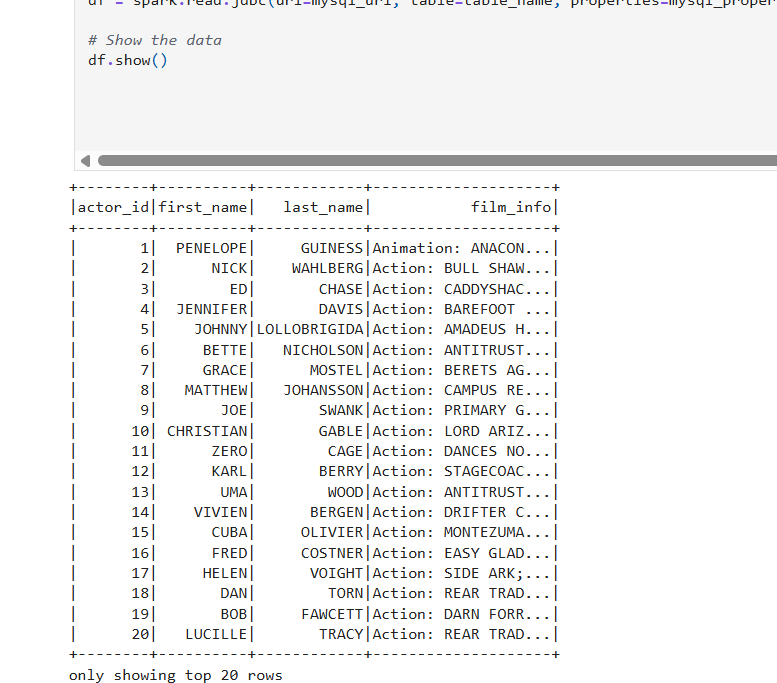 df = spark.read.jdbc(url=mysql_url, table=table_name, properties=mysql_proper
# Show the data
df.show()
+--------+----------+------------+--------------------+
|actor_id|first_name|   last_name|           film_info|
+--------+----------+------------+--------------------+
|       1|  PENELOPE|     GUINESS|Animation: ANACON...|
|       2|      NICK|    WAHLBERG|Action: BULL SHAW...|
|       3|        ED|       CHASE|Action: CADDYSHAC...|
|       4|  JENNIFER|       DAVIS|Action: BAREFOOT ...|
|       5|    JOHNNY|LOLLOBRIGIDA|Action: AMADEUS H...|
|       6|     BETTE|   NICHOLSON|Action: ANTITRUST...|
|       7|     GRACE|      MOSTEL|Action: BERETS AG...|
|       8|   MATTHEW|   JOHANSSON|Action: CAMPUS RE...|
|       9|       JOE|       SWANK|Action: PRIMARY G...|
|      10| CHRISTIAN|       GABLE|Action: LORD ARIZ...|
|      11|      ZERO|        CAGE|Action: DANCES NO...|
|      12|      KARL|       BERRY|Action: STAGECOAC...|
|      13|       UMA|        WOOD|Action: ANTITRUST...|
|      14|    VIVIEN|      BERGEN|Action: DRIFTER C...|
|      15|      CUBA|     OLIVIER|Action: MONTEZUMA...|
|      16|      FRED|     COSTNER|Action: EASY GLAD...|
|      17|     HELEN|      VOIGHT|Action: SIDE ARK;...|
|      18|       DAN|        TORN|Action: REAR TRAD...|
|      19|       BOB|     FAWCETT|Action: DARN FORR...|
|      20|   LUCILLE|       TRACY|Action: REAR TRAD...|
+--------+----------+------------+--------------------+
only showing top 20 rows